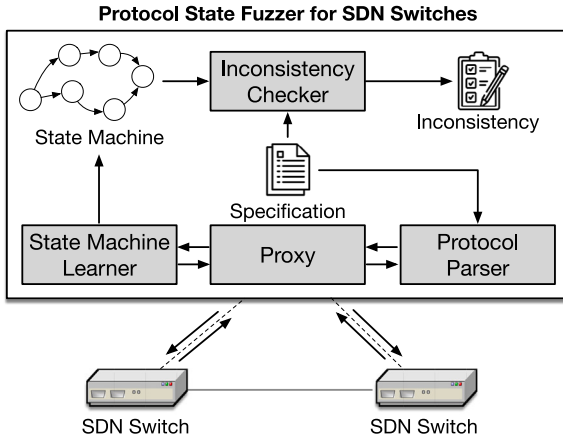 Protocol State Fuzzer for SDN Switches
Inconsistency
Checker
State Machine
Inconsistency
Specification
State Machine
Learner
Proxy
Protocol
Parser
SDN Switch
SDN Switch